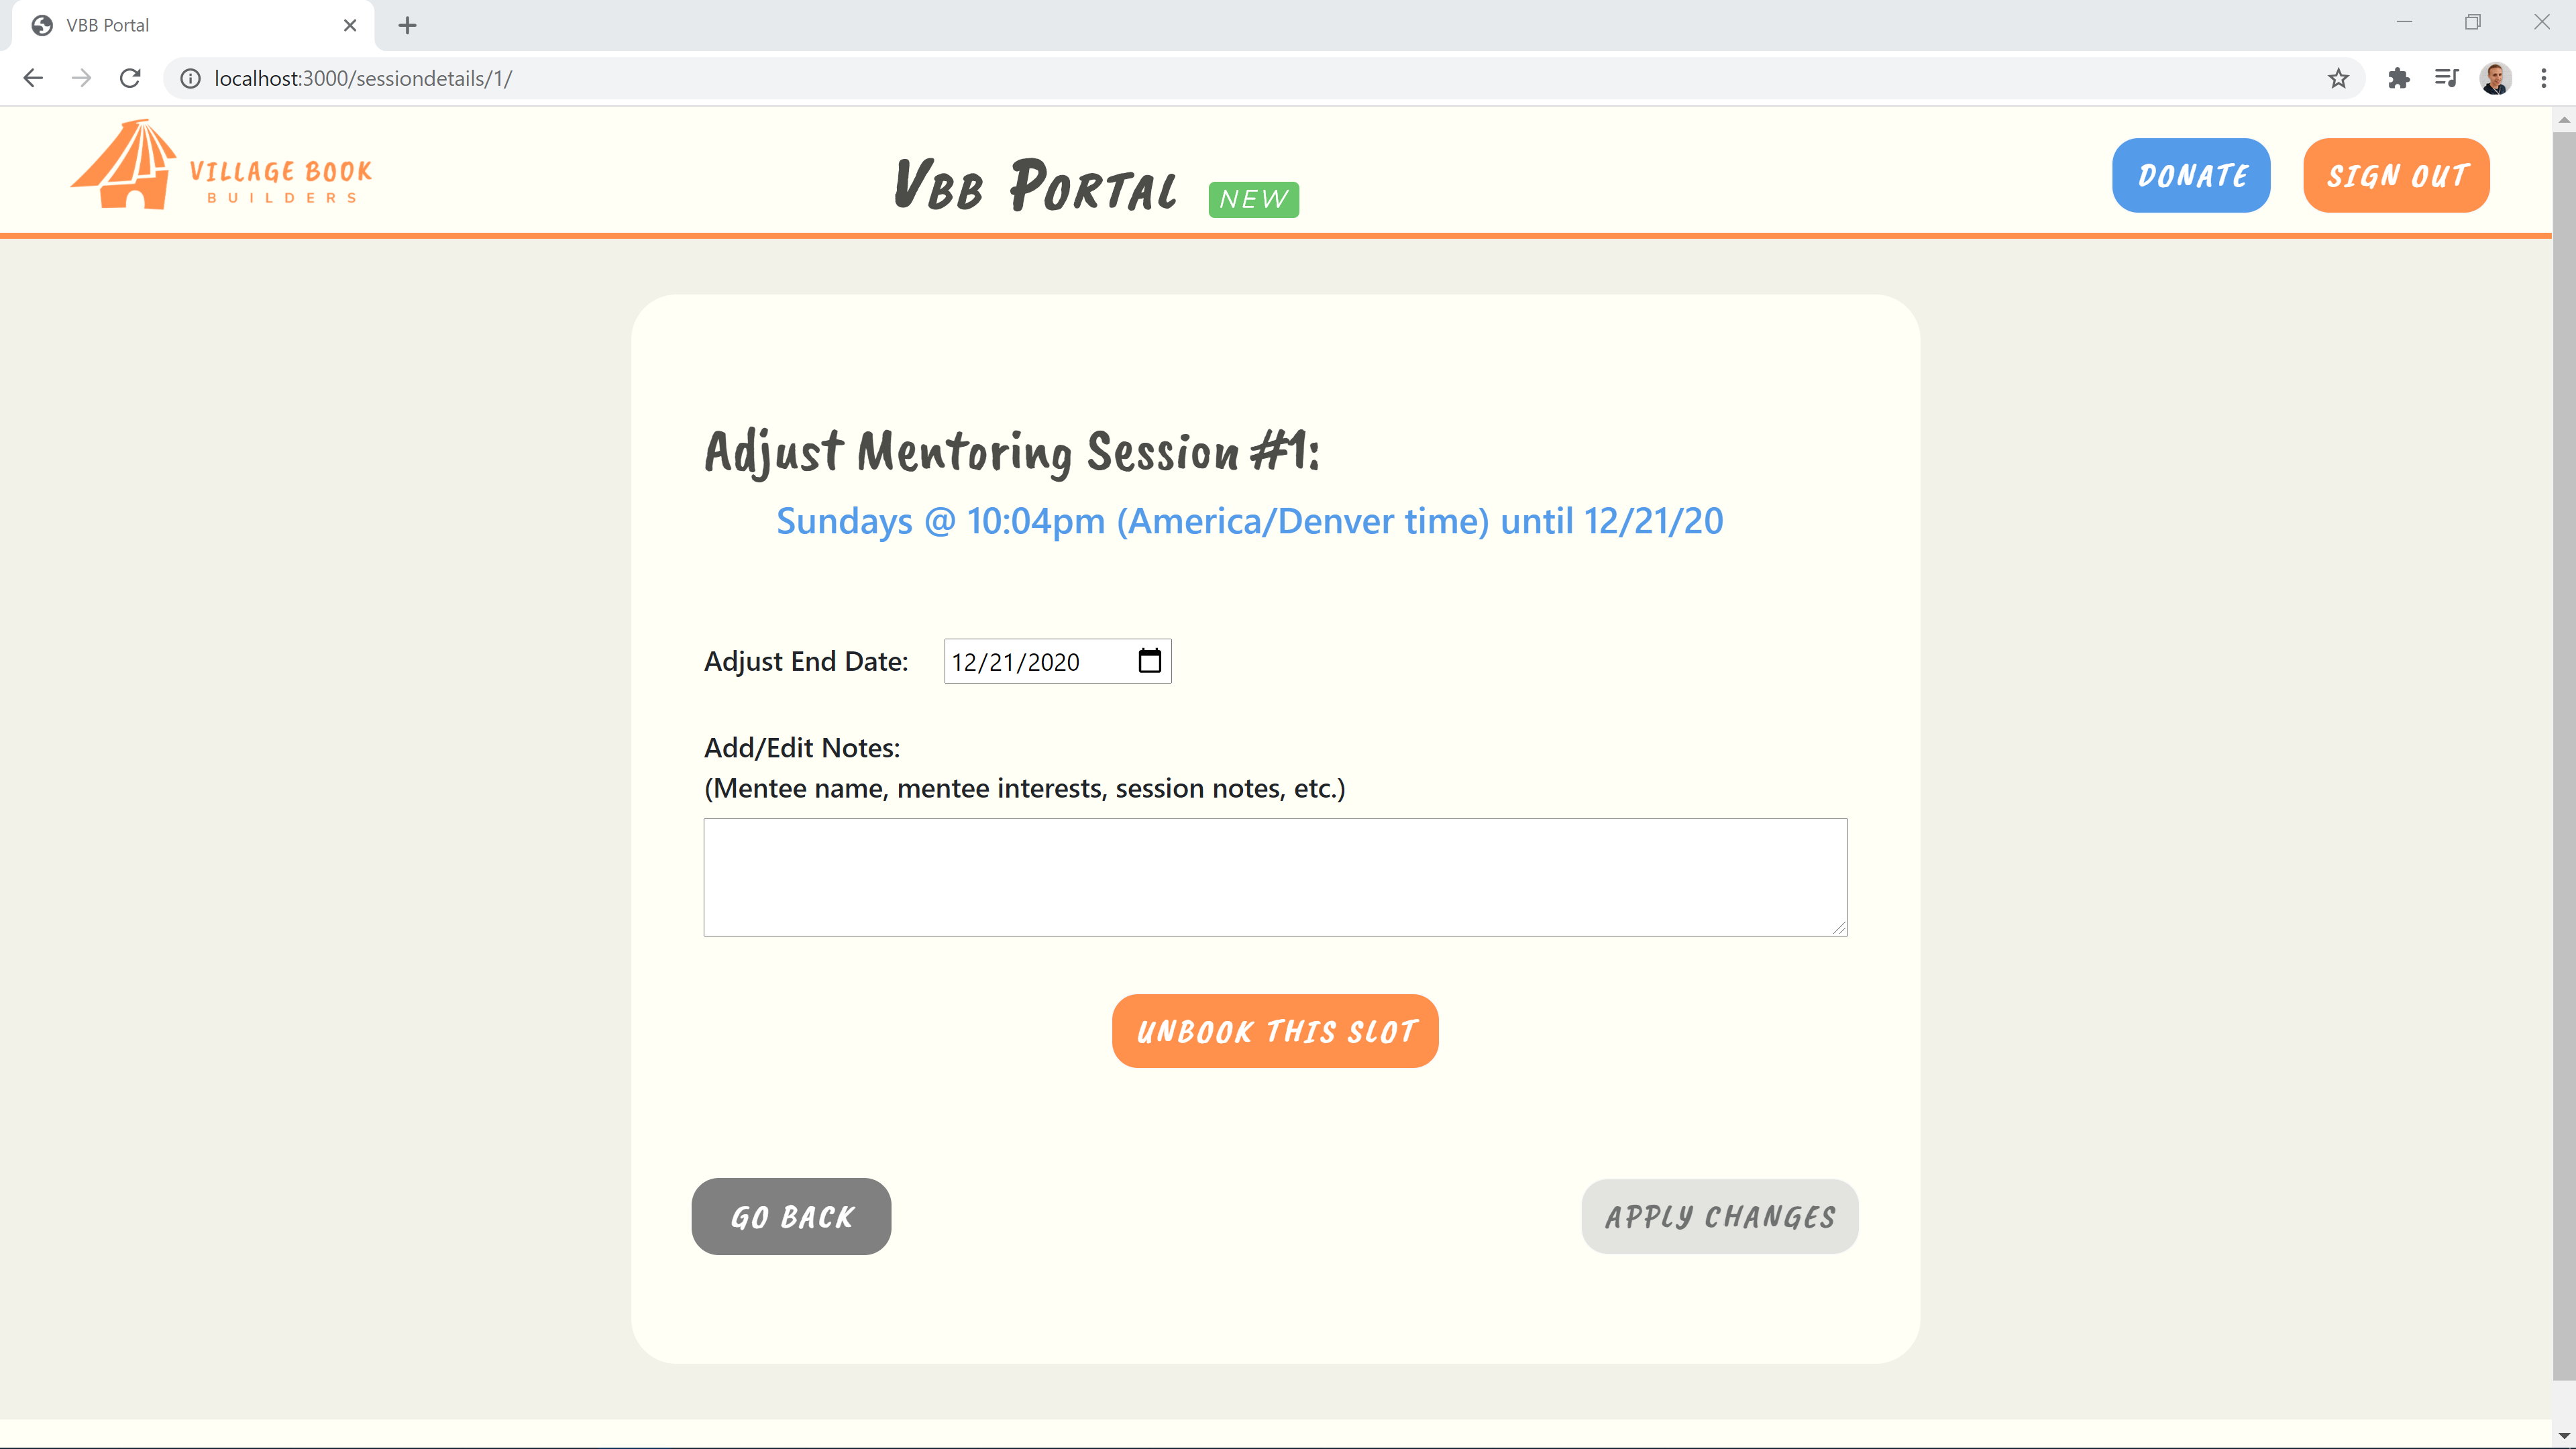 VBB Portal
localhost:3000/sessiondetails/1/
VILLAGE BOOK
BUILDERS
VBB PORTAL NEW
DONATE
SIGN OUT
Adjust Mentoring Session #1:
Sundays @ 10:04pm (America/Denver time) until 12/21/20
Adjust End Date: 12/21/2020
Add/Edit Notes:
(Mentee name, mentee interests, session notes, etc.)
UNBOOK THIS SLOT
GO BACK
APPLY CHANGES